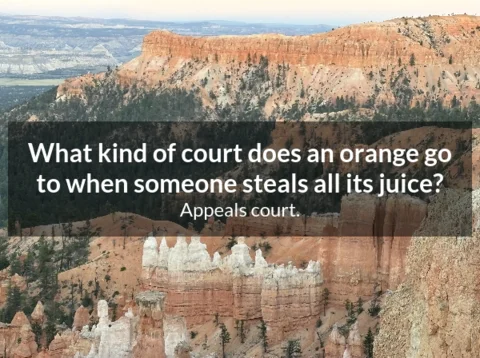 What kind of court does an orange go
to when someone steals all its juice?
Appeals court.